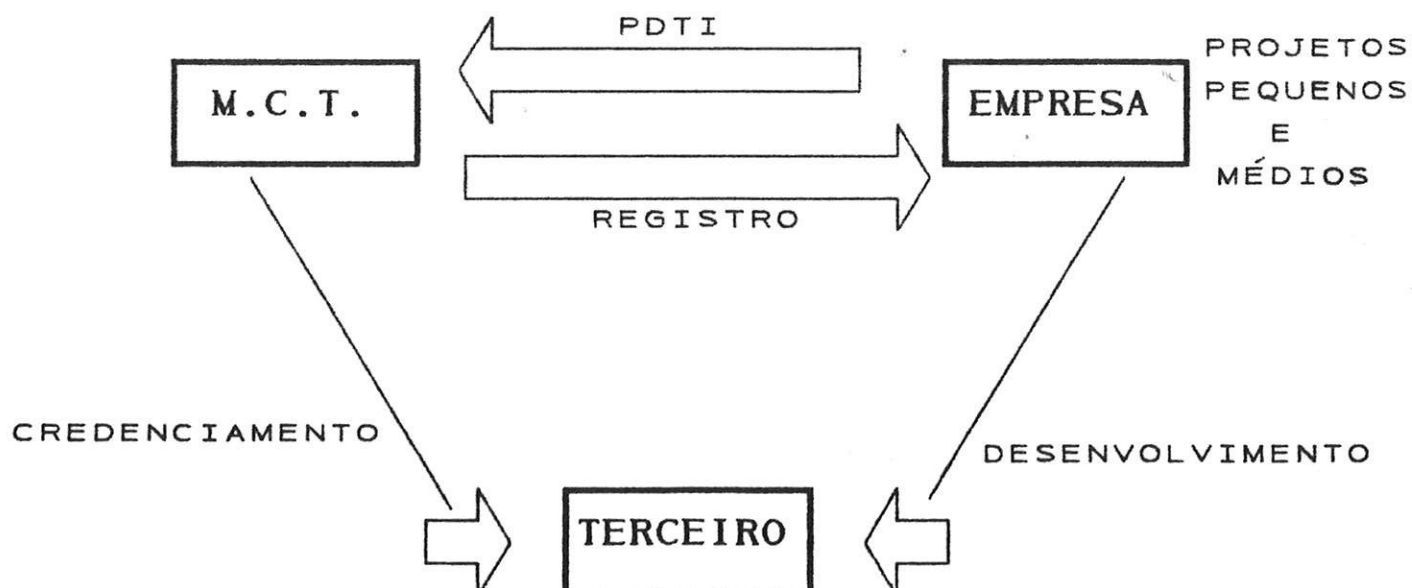 PDTI
M.C.T.
EMPRESA
PROJETOS
PEQUENOS
E
MÉDIOS
REGISTRO
CREDENCIAMENTO
DESENVOLVIMENTO
TERCEIRO